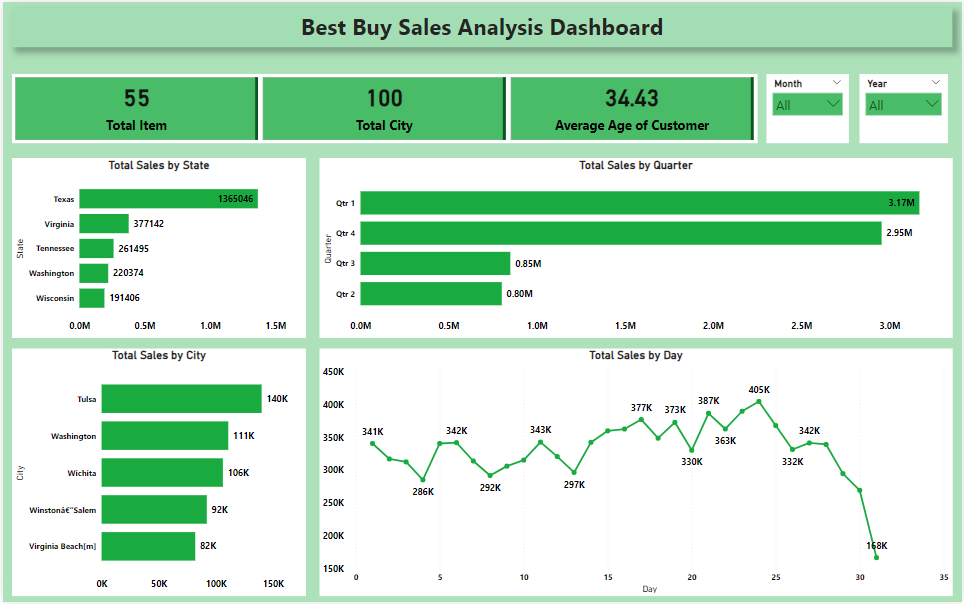 Best Buy Sales Analysis Dashboard
55
Total Item
100
Total City
34.43
Average Age of Customer
Month
All
Year
All
Total Sales by State
State
Texas 1365046
Virginia 377142
Tennessee 261495
Washington 220374
Wisconsin 191406
0.0M 0.5M 1.0M 1.5M
Total Sales by Quarter
Quarter
Qtr 1 3.17M
Qtr 4 2.95M
Qtr 3 0.85M
Qtr 2 0.80M
0.0M 0.5M 1.0M 1.5M 2.0M 2.5M 3.0M
Total Sales by City
City
Tulsa 140K
Washington 111K
Wichita 106K
Winstonâ€“Salem 92K
Virginia Beach[m] 82K
0K 50K 100K 150K
Total Sales by Day
450K
400K
350K
300K
250K
200K
150K
341K 286K 342K 292K 343K 297K 377K 373K 330K 387K 363K 405K 332K 342K 168K
0 5 10 15 20 25 30 35
Day